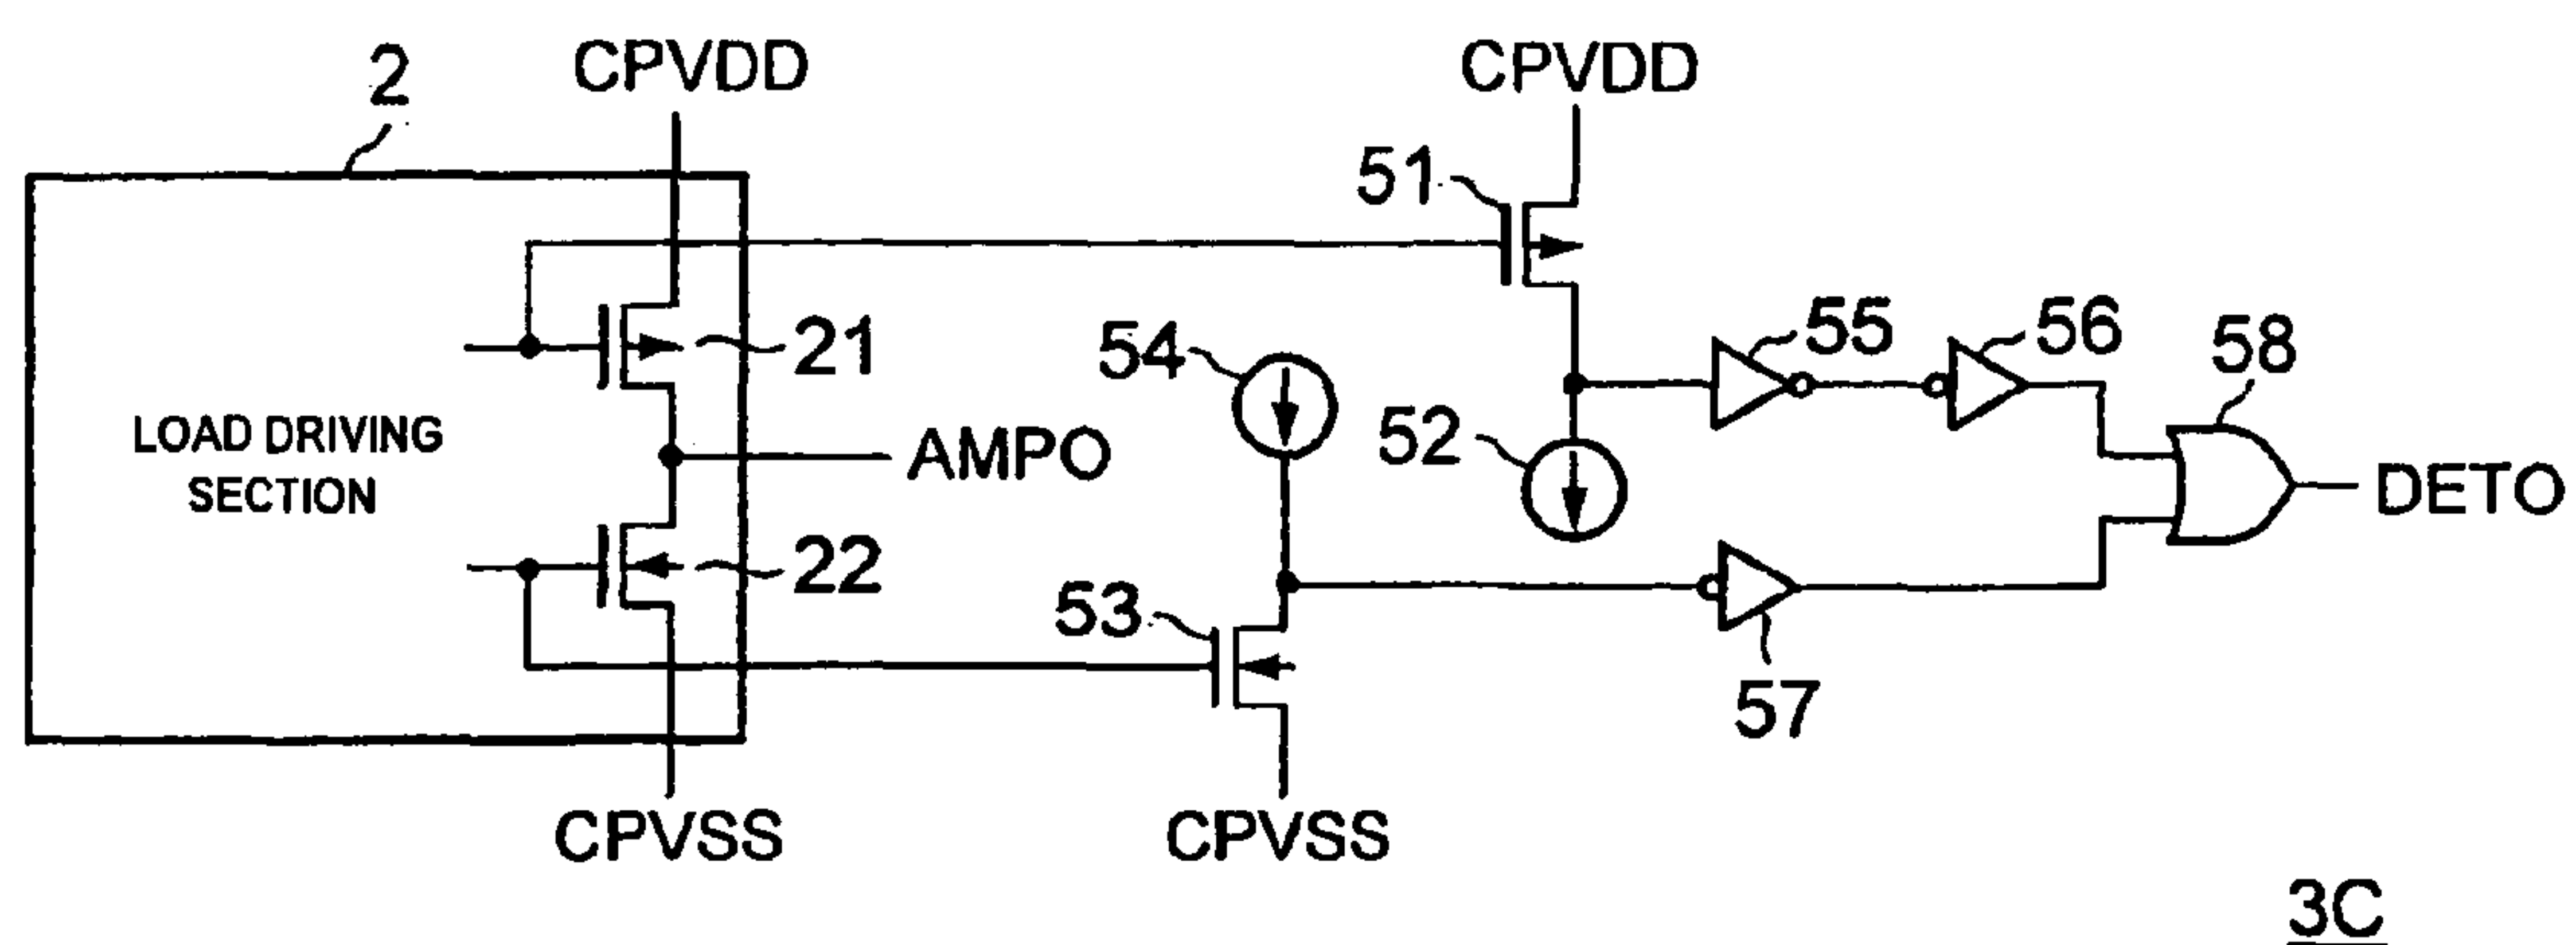 2
CPVDD
CPVDD
51
21
54
55
56
58
LOAD DRIVING
SECTION
AMPO
52
DETO
22
53
57
CPVSS
CPVSS
3C